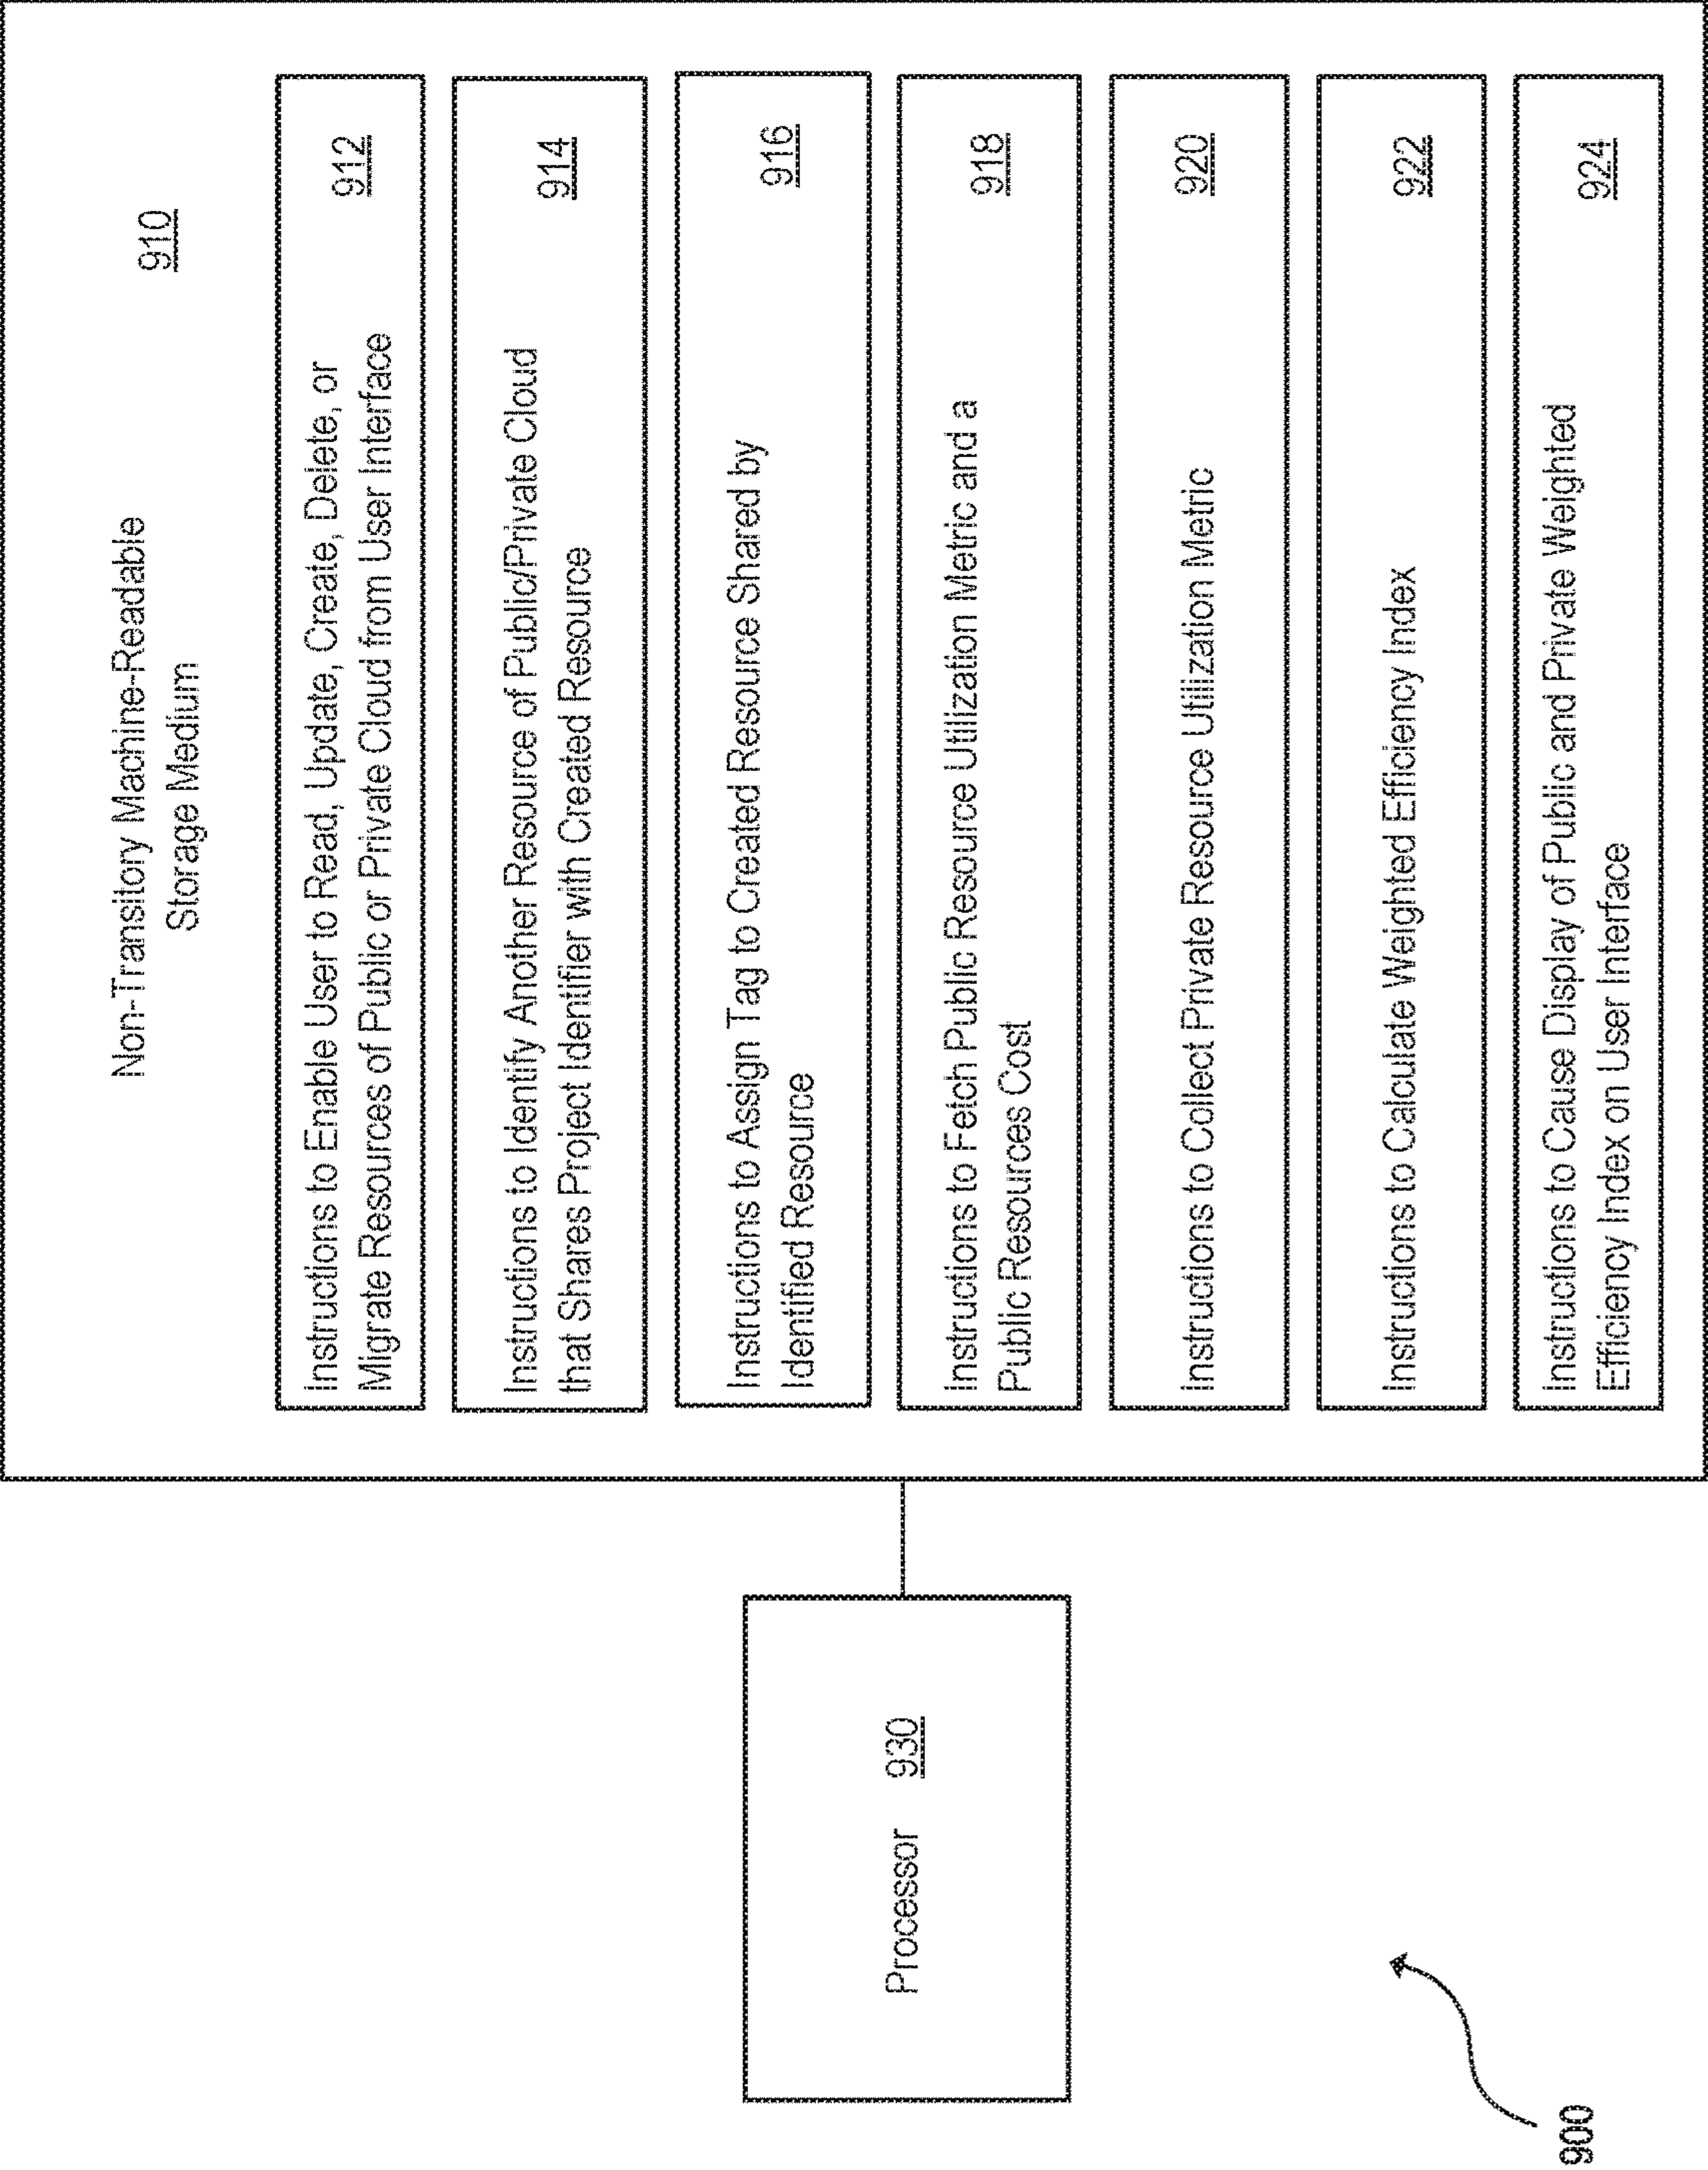 Non-Transitory Machine-Readable
Storage Medium
910
Instructions to Enable User to Read, Update, Create, Delete, or
Migrate Resources of Public or Private Cloud from User Interface
912
Instructions to Identify Another Resource of Public/Private Cloud
that Shares Project Identifier with Created Resource
914
Instructions to Assign Tag to Created Resource Shared by
Identified Resource
916
Instructions to Fetch Public Resource Utilization Metric and a
Public Resources Cost
918
Instructions to Collect Private Resource Utilization Metric
920
Instructions to Calculate Weighted Efficiency Index
922
Instructions to Cause Display of Public and Private Weighted
Efficiency Index on User Interface
924
Processor 930
900